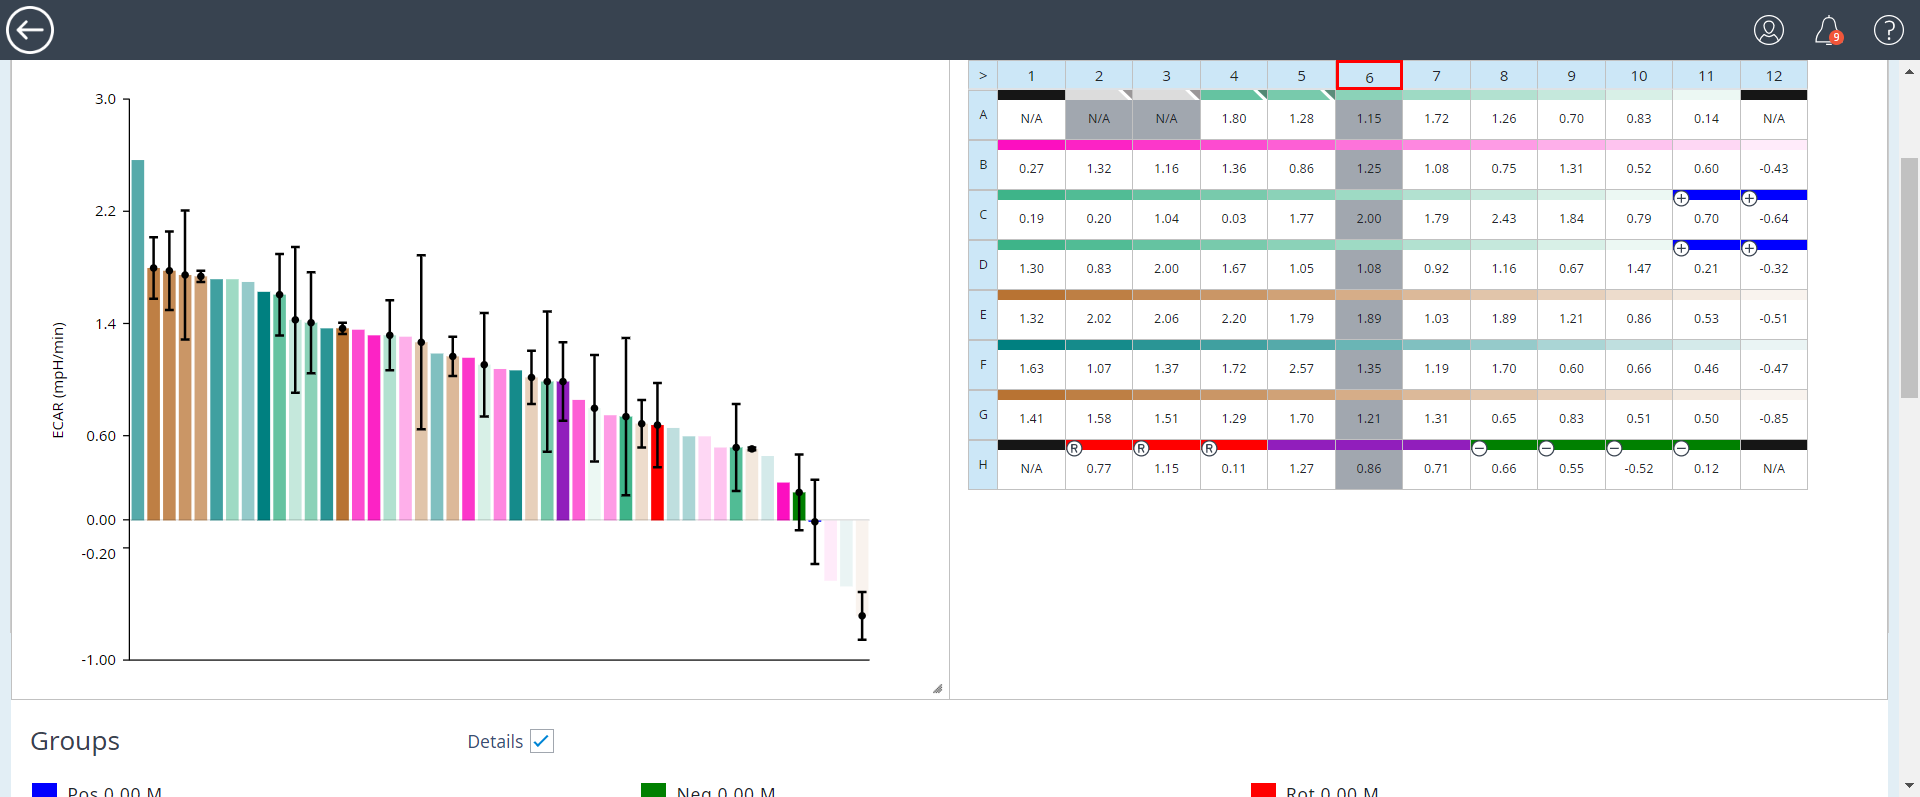 9
?
3.0
2.2
1.4
0.60
0.00
-0.20
-1.00
ECAR (mpH/min)
> 1 2 3 4 5 6 7 8 9 10 11 12
A N/A N/A N/A 1.80 1.28 1.15 1.72 1.26 0.70 0.83 0.14 N/A
B 0.27 1.32 1.16 1.36 0.86 1.25 1.08 0.75 1.31 0.52 0.60 -0.43
+ +
C 0.19 0.20 1.04 0.03 1.77 2.00 1.79 2.43 1.84 0.79 0.70 -0.64
+ +
D 1.30 0.83 2.00 1.67 1.05 1.08 0.92 1.16 0.67 1.47 0.21 -0.32
E 1.32 2.02 2.06 2.20 1.79 1.89 1.03 1.89 1.21 0.86 0.53 -0.51
F 1.63 1.07 1.37 1.72 2.57 1.35 1.19 1.70 0.60 0.66 0.46 -0.47
G 1.41 1.58 1.51 1.29 1.70 1.21 1.31 0.65 0.83 0.51 0.50 -0.85
R R R − − − −
H N/A 0.77 1.15 0.11 1.27 0.86 0.71 0.66 0.55 -0.52 0.12 N/A
Groups
Details
Pos 0.00 M
Neg 0.00 M
Rot 0.00 M